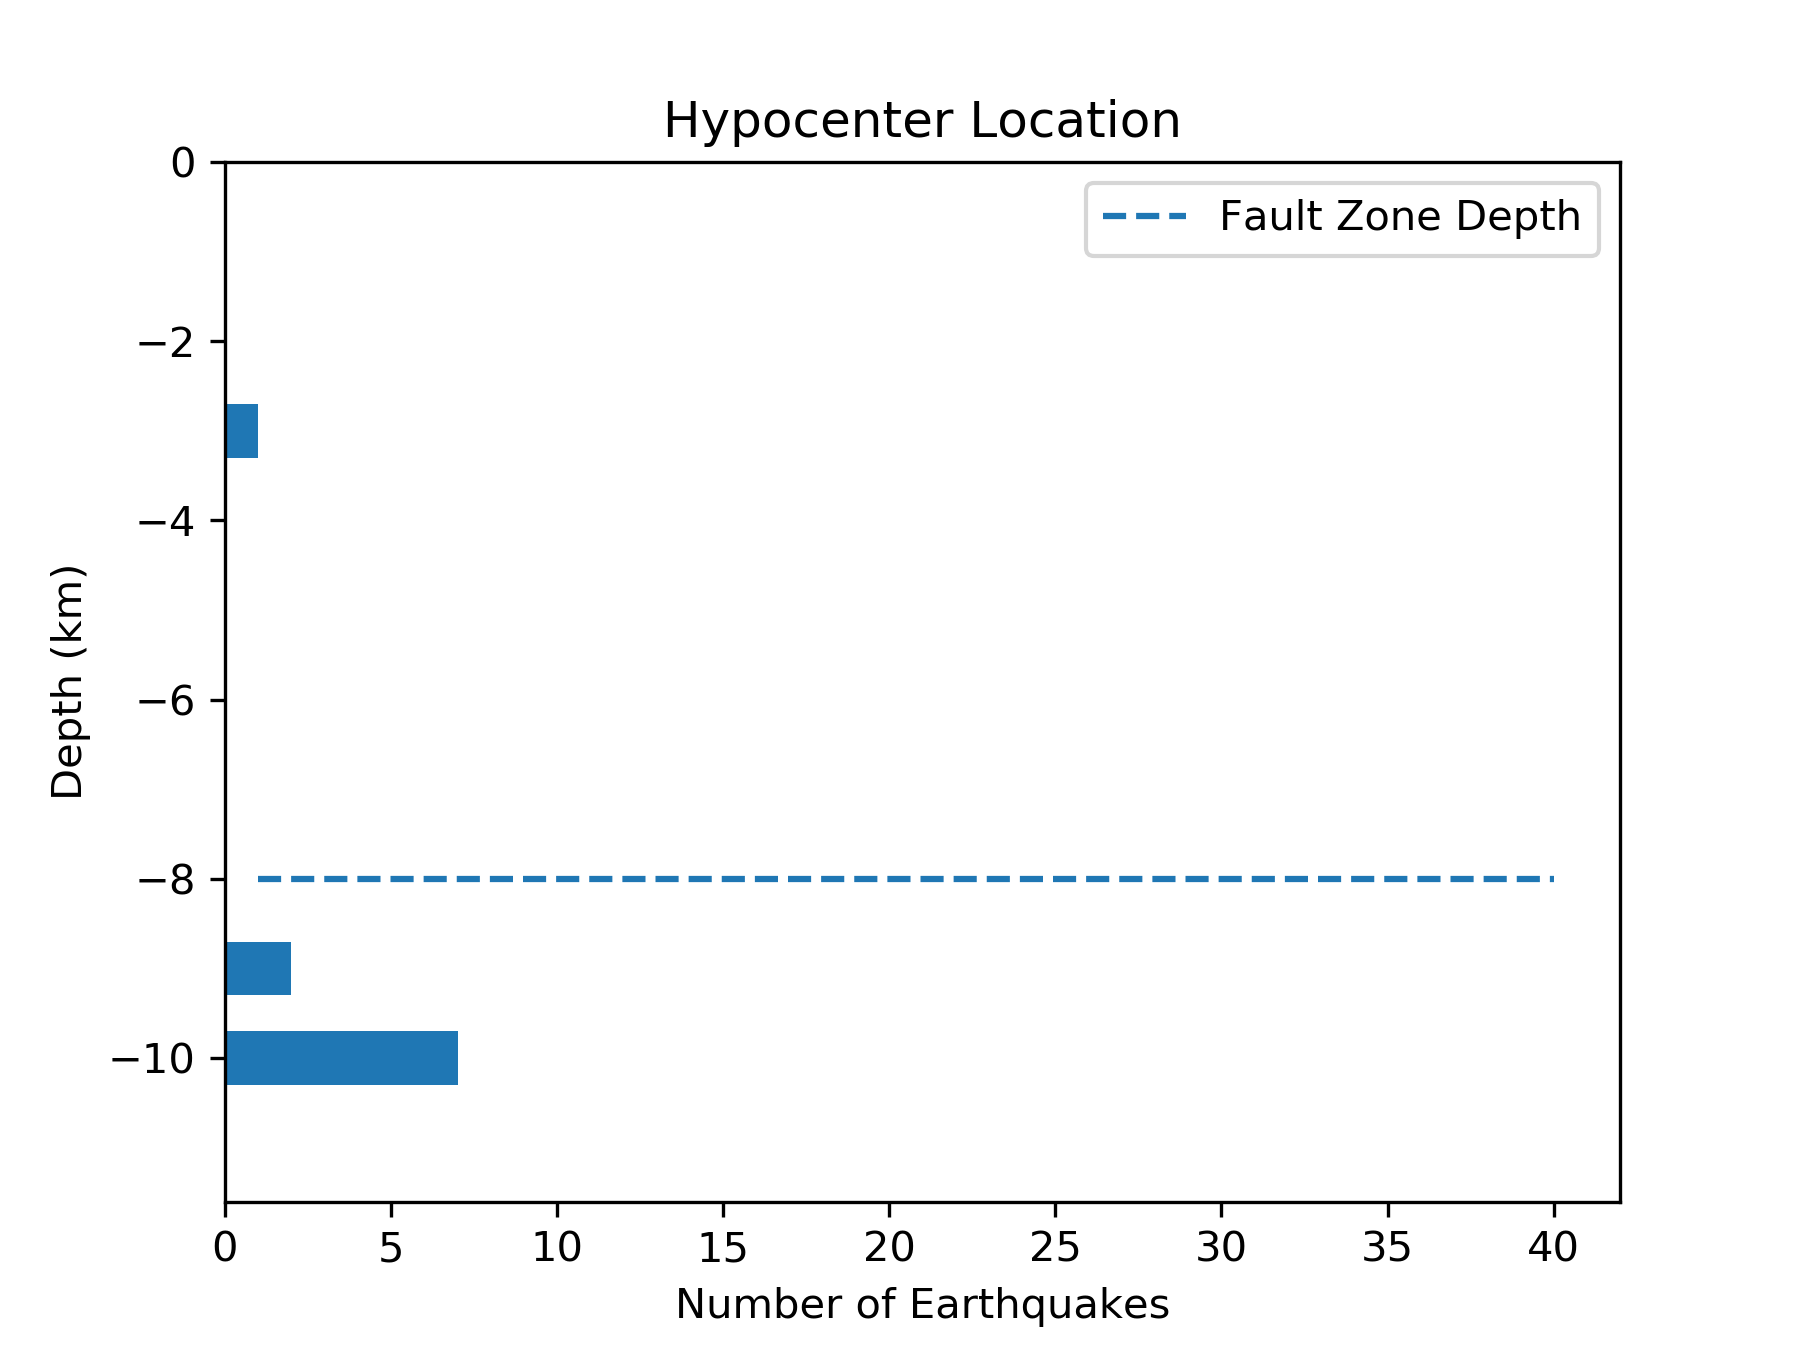 Hypocenter Location
0
Fault Zone Depth
−2
−4
−6
−8
−10
Depth (km)
0 5 10 15 20 25 30 35 40
Number of Earthquakes